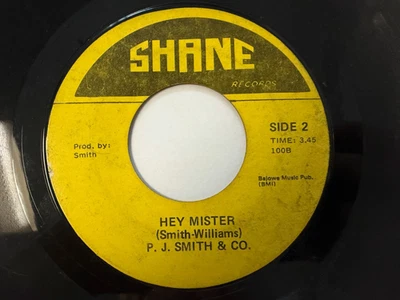 SHANE
RECORDS
Prod. by:
Smith
SIDE 2
TIME: 3.45
100B
Belowe Music Pub.
(BMI)
HEY MISTER
(Smith-Williams)
P. J. SMITH & CO.